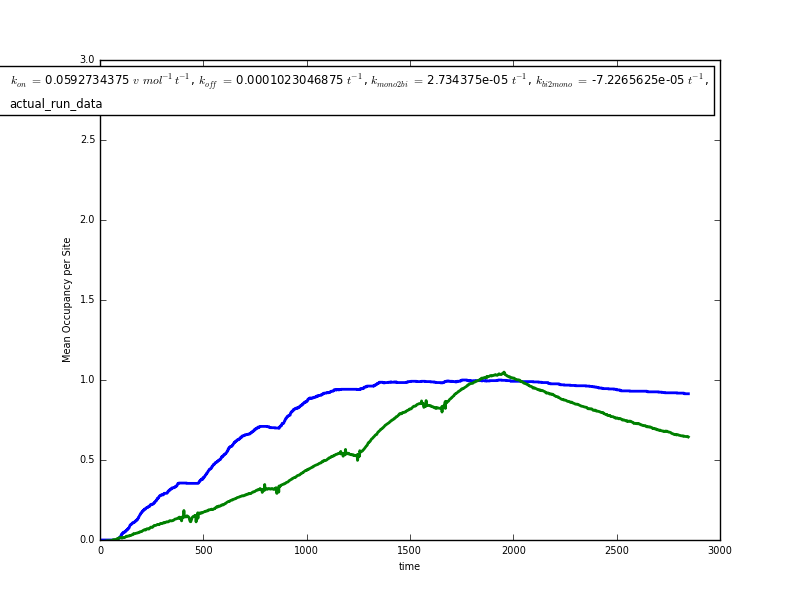 3.0
k_on = 0.0592734375 v mol^-1 t^-1, k_off = 0.0001023046875 t^-1, k_mono2bi = 2.734375e-05 t^-1, k_bi2mono = -7.2265625e-05 t^-1,
actual_run_data
2.5
2.0
Mean Occupancy per Site
1.5
1.0
0.5
0.0
0 500 1000 1500 2000 2500 3000
time